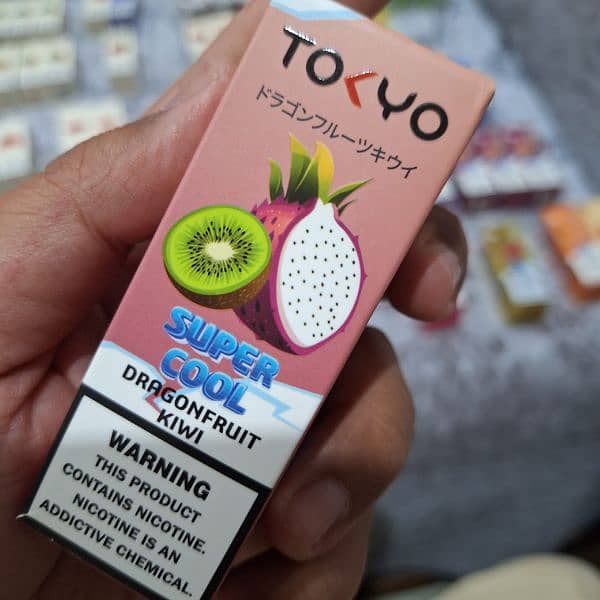 TOKYO
ドラゴンフルーツキウイ
SUPER
COOL
DRAGONFRUIT
KIWI
WARNING
THIS PRODUCT
CONTAINS NICOTINE.
NICOTINE IS AN
ADDICTIVE CHEMICAL.